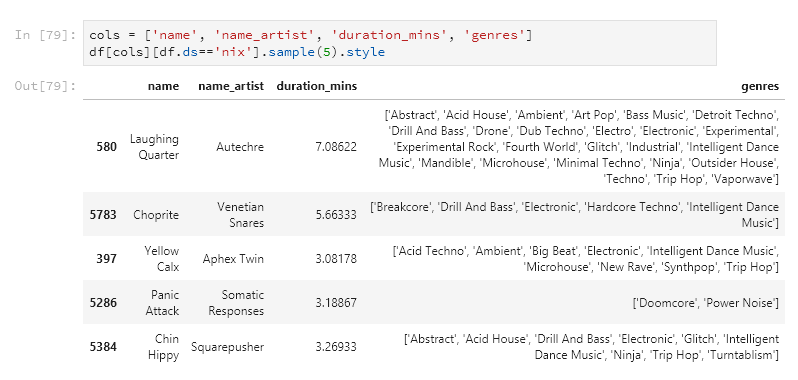 In [79]: cols = ['name', 'name_artist', 'duration_mins', 'genres']
df[cols][df.ds=='nix'].sample(5).style
Out[79]:
name name_artist duration_mins genres
580 Laughing Quarter Autechre 7.08622 ['Abstract', 'Acid House', 'Ambient', 'Art Pop', 'Bass Music', 'Detroit Techno',
'Drill And Bass', 'Drone', 'Dub Techno', 'Electro', 'Electronic', 'Experimental',
'Experimental Rock', 'Fourth World', 'Glitch', 'Industrial', 'Intelligent Dance
Music', 'Mandible', 'Microhouse', 'Minimal Techno', 'Ninja', 'Outsider House',
'Techno', 'Trip Hop', 'Vaporwave']
5783 Choprite Venetian Snares 5.66333 ['Breakcore', 'Drill And Bass', 'Electronic', 'Hardcore Techno', 'Intelligent Dance
Music']
397 Yellow Calx Aphex Twin 3.08178 ['Acid Techno', 'Ambient', 'Big Beat', 'Electronic', 'Intelligent Dance Music',
'Microhouse', 'New Rave', 'Synthpop', 'Trip Hop']
5286 Panic Attack Somatic Responses 3.18867 ['Doomcore', 'Power Noise']
5384 Chin Hippy Squarepusher 3.26933 ['Abstract', 'Acid House', 'Drill And Bass', 'Electronic', 'Glitch', 'Intelligent
Dance Music', 'Ninja', 'Trip Hop', 'Turntablism']